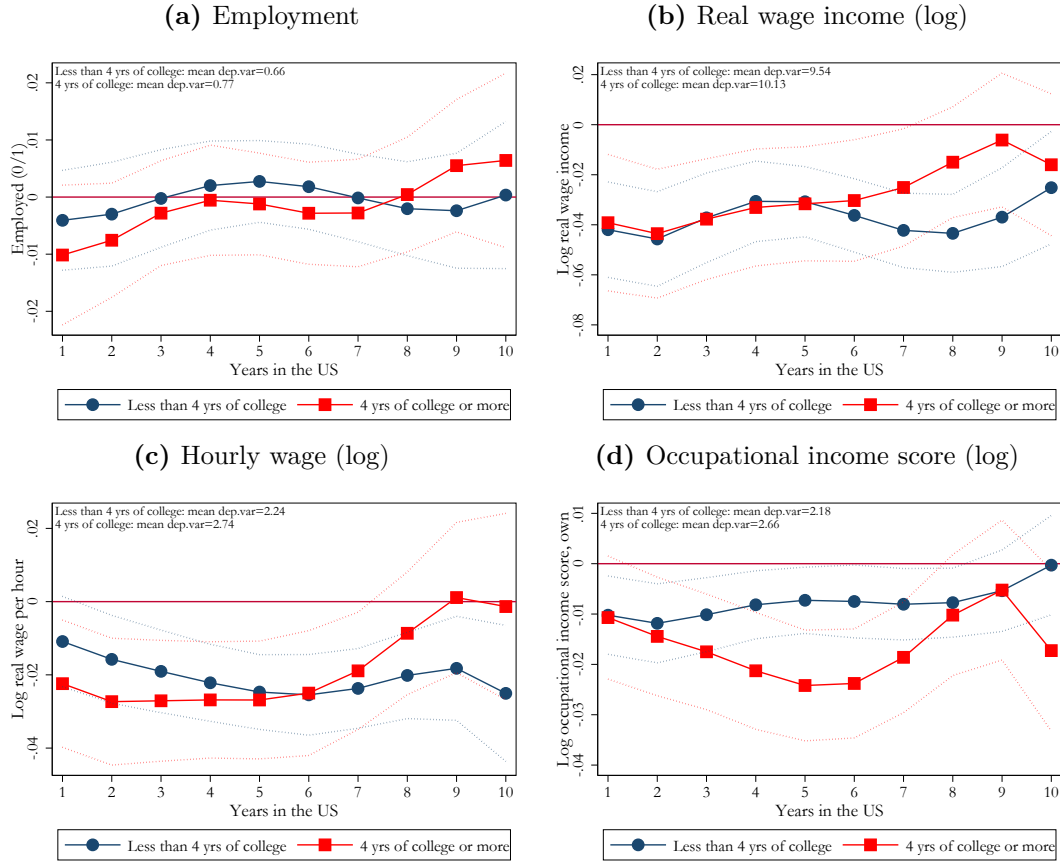 (a) Employment
Less than 4 yrs of college: mean dep.var=0.66
4 yrs of college: mean dep.var=0.77
Employed (0/1)
.02
.01
0
-.01
-.02
1 2 3 4 5 6 7 8 9 10
Years in the US
Less than 4 yrs of college 4 yrs of college or more
(b) Real wage income (log)
Less than 4 yrs of college: mean dep.var=9.54
4 yrs of college: mean dep.var=10.13
Log real wage income
0
-.02
-.04
-.06
-.08
1 2 3 4 5 6 7 8 9 10
Years in the US
Less than 4 yrs of college 4 yrs of college or more
(c) Hourly wage (log)
Less than 4 yrs of college: mean dep.var=2.24
4 yrs of college: mean dep.var=2.74
Log real wage per hour
.02
0
-.02
-.04
1 2 3 4 5 6 7 8 9 10
Years in the US
Less than 4 yrs of college 4 yrs of college or more
(d) Occupational income score (log)
Less than 4 yrs of college: mean dep.var=2.18
4 yrs of college: mean dep.var=2.66
Log occupational income score, own
.01
0
-.01
-.02
-.03
-.04
1 2 3 4 5 6 7 8 9 10
Years in the US
Less than 4 yrs of college 4 yrs of college or more